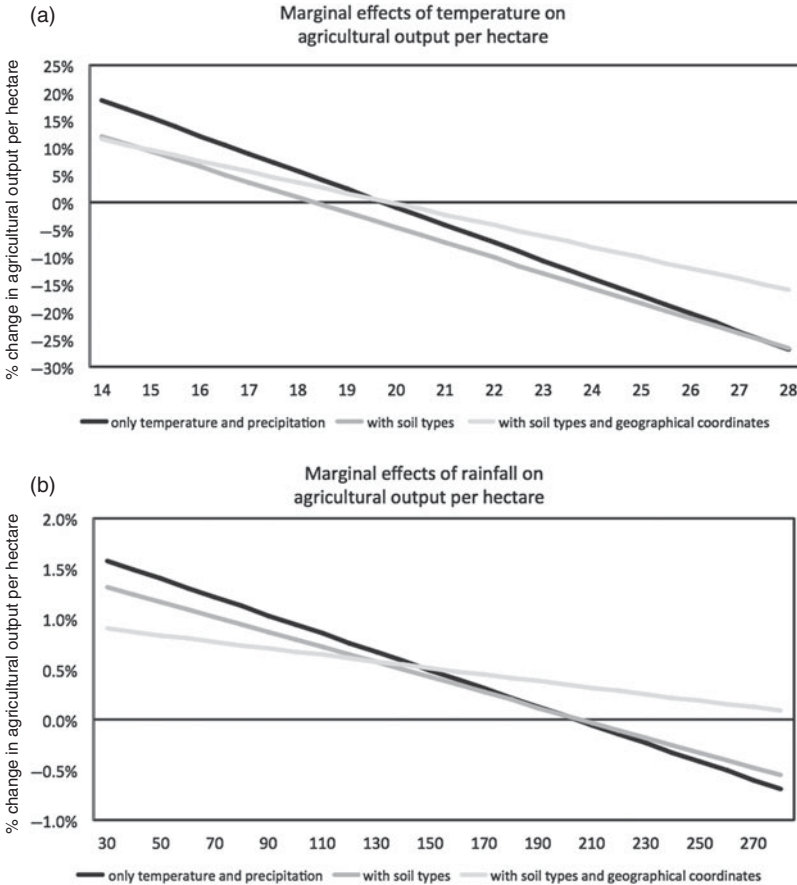 (a)
Marginal effects of temperature on
agricultural output per hectare
% change in agricultural output per hectare
25%
20%
15%
10%
5%
0%
−5%
−10%
−15%
−20%
−25%
−30%
14 15 16 17 18 19 20 21 22 23 24 25 26 27 28
only temperature and precipitation with soil types with soil types and geographical coordinates
(b)
Marginal effects of rainfall on
agricultural output per hectare
% change in agricultural output per hectare
2.0%
1.5%
1.0%
0.5%
0.0%
−0.5%
−1.0%
30 50 70 90 110 130 150 170 190 210 230 250 270
only temperature and precipitation with soil types with soil types and geographical coordinates